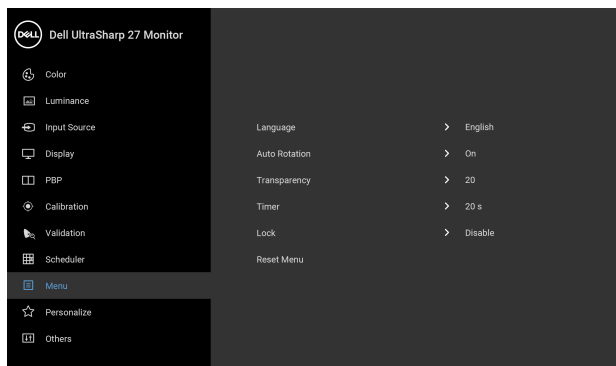 DELL Dell UltraSharp 27 Monitor
Color
Luminance
Input Source
Display
PBP
Calibration
Validation
Scheduler
Menu
Personalize
Others
Language English
Auto Rotation On
Transparency 20
Timer 20 s
Lock Disable
Reset Menu